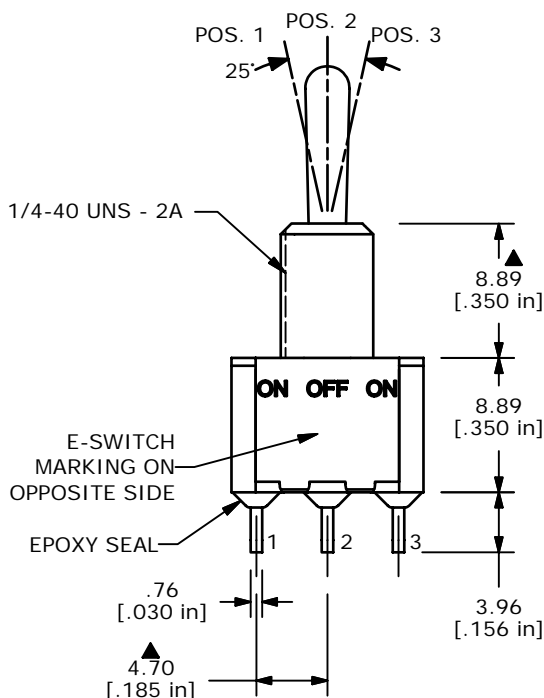 POS. 2
POS. 1
POS. 3
25°
1/4-40 UNS - 2A
8.89
[.350 in]
ON OFF ON
8.89
[.350 in]
E-SWITCH
MARKING ON
OPPOSITE SIDE
EPOXY SEAL
1
2
3
.76
[.030 in]
3.96
[.156 in]
4.70
[.185 in]